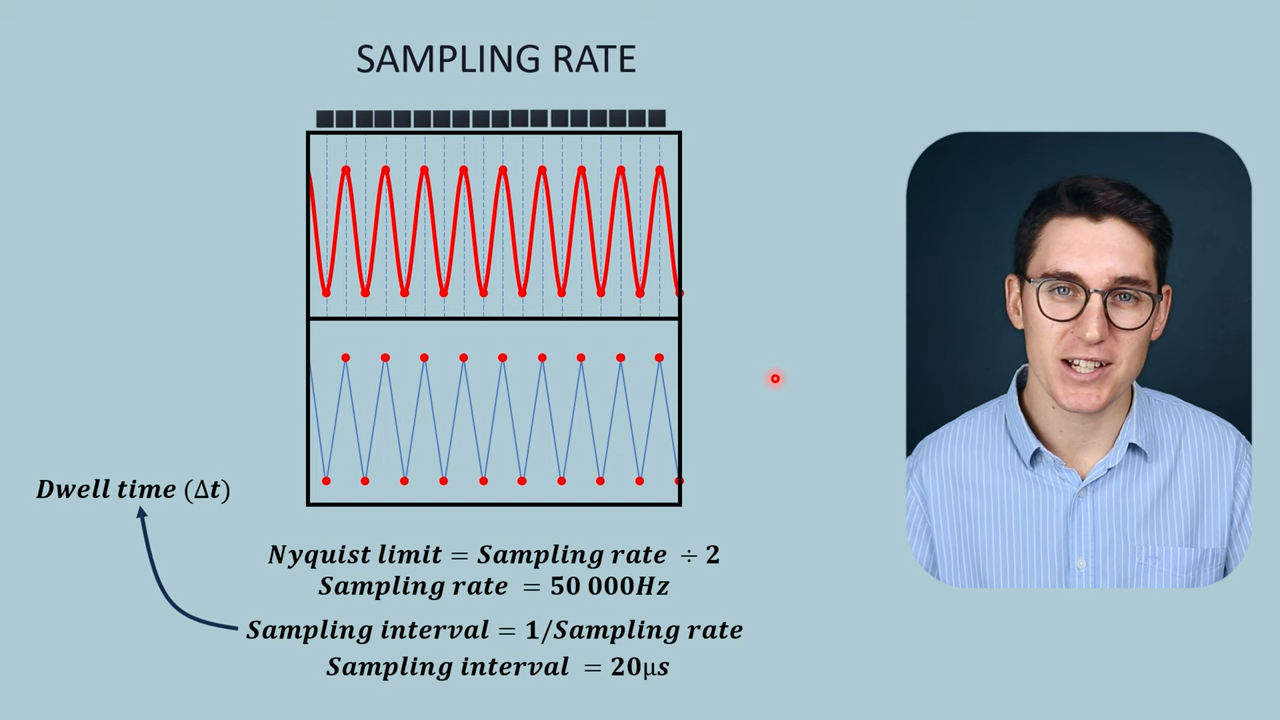 SAMPLING RATE
Dwell time (Δt)
Nyquist limit = Sampling rate ÷ 2
Sampling rate = 50 000Hz
Sampling interval = 1/Sampling rate
Sampling interval = 20μs